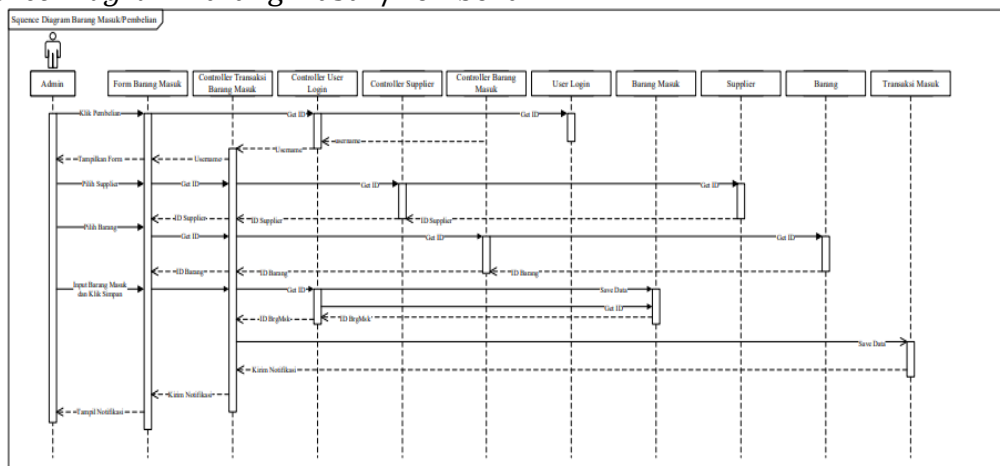 Squence Diagram Barang Masuk/Pembelian
Admin
Form Barang Masuk
Controller Transaksi
Barang Masuk
Controller User
Login
Controller Supplier
Controller Barang
Masuk
User Login
Barang Masuk
Supplier
Barang
Transaksi Masuk
Klik Pembelian
Get ID
Get ID
username
Username
Tampilkan Form
Username
Pilih Supplier
Get ID
Get ID
Get ID
ID Supplier
ID Supplier
ID Supplier
Pilih Barang
Get ID
Get ID
Get ID
ID Barang
ID Barang
ID Barang
Input Barang Masuk
dan Klik Simpan
Get ID
Save Data
Get ID
ID BrgMsk
ID BrgMsk
Save Data
Kirim Notifikasi
Kirim Notifikasi
Tampil Notifikasi